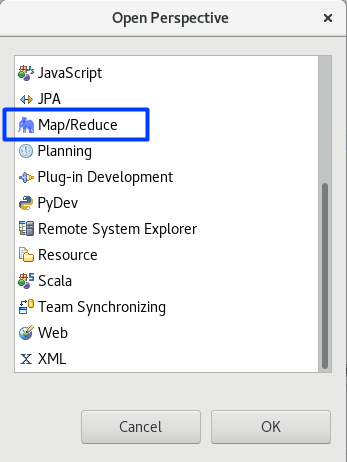 Open Perspective
JavaScript
JPA
Map/Reduce
Planning
Plug-in Development
PyDev
Remote System Explorer
Resource
Scala
Team Synchronizing
Web
XML
Cancel
OK